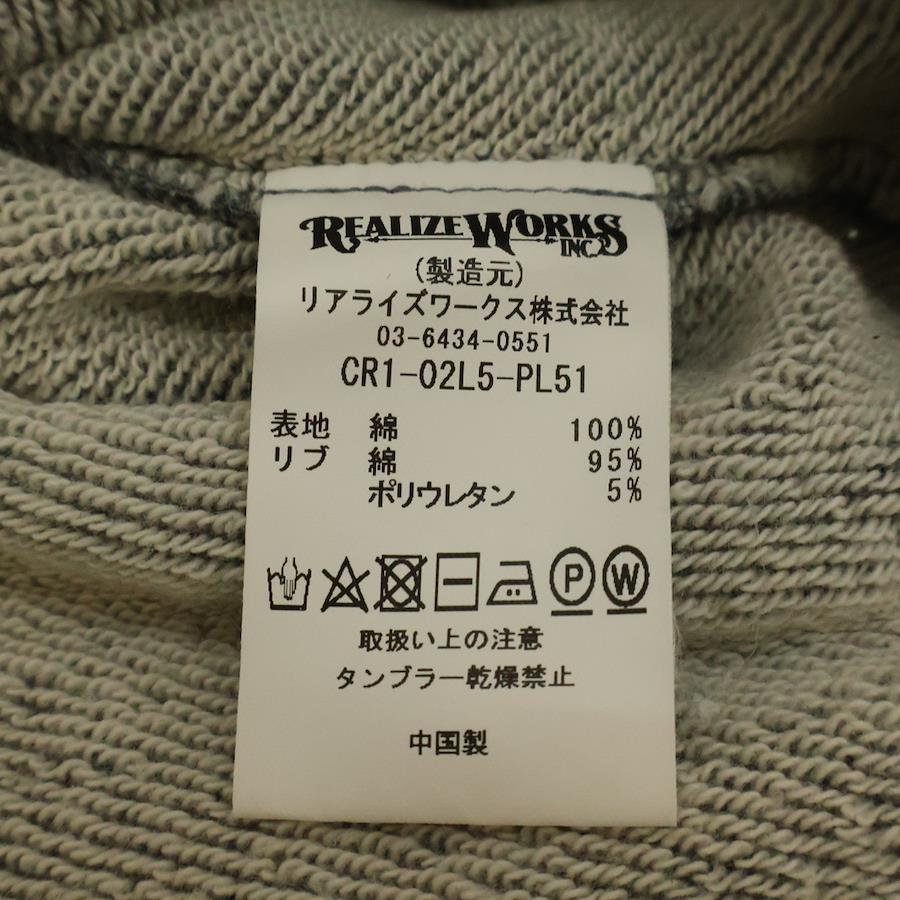 REALIZE WORKS
INC.
(製造元)
リアライズワークス株式会社
03-6434-0551
CR1-02L5-PL51
表地 綿 100%
リブ 綿 95%
ポリウレタン 5%
P W
取扱い上の注意
タンブラー乾燥禁止
中国製